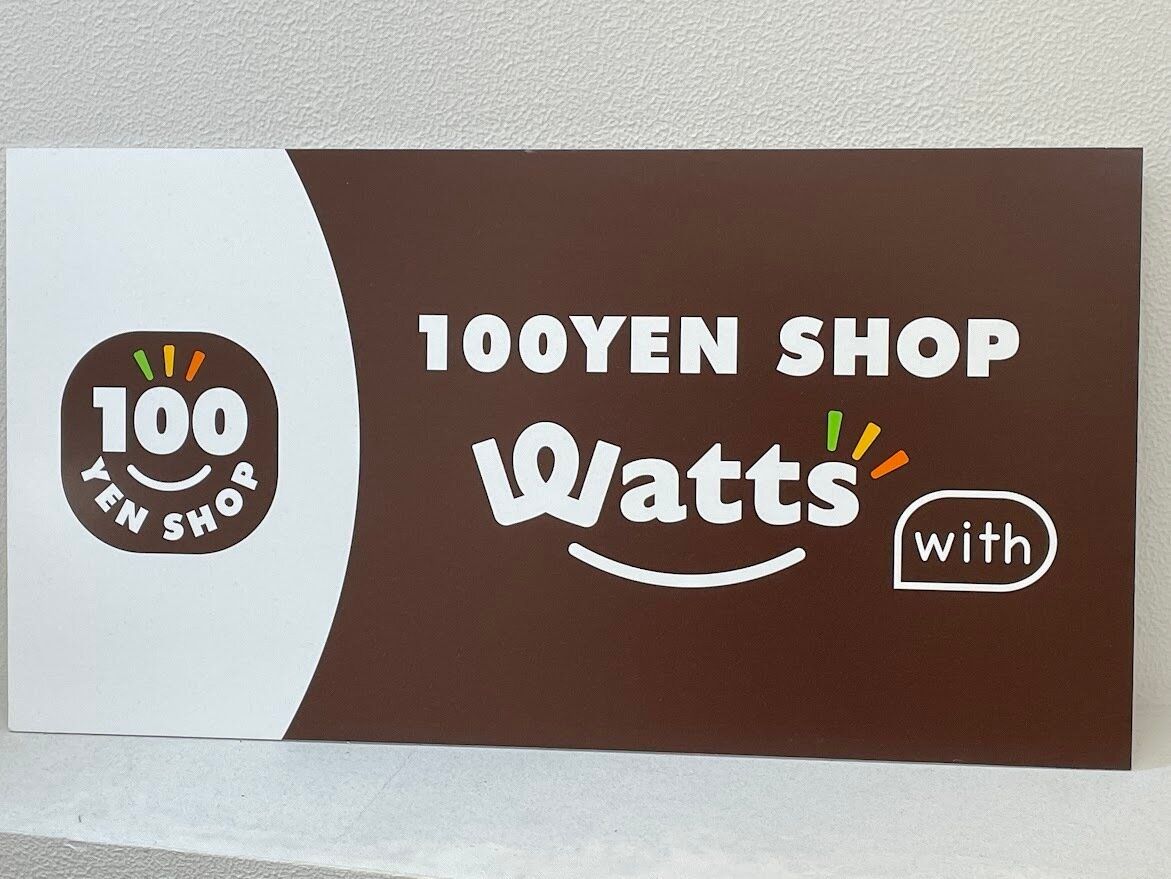 100
YEN SHOP
100YEN SHOP
Watts
with